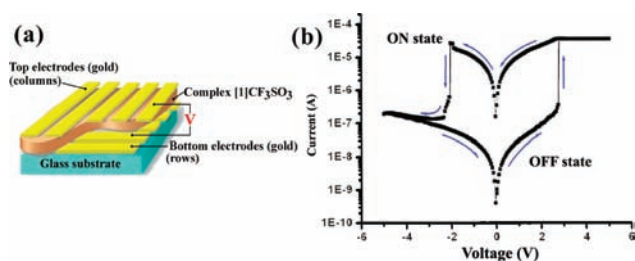 (a)
Top electrodes (gold)
(columns)
Complex [1]CF3SO3
V
Bottom electrodes (gold)
(rows)
Glass substrate
(b)
1E-4
1E-5
1E-6
1E-7
1E-8
1E-9
1E-10
Current (A)
ON state
OFF state
-6
-4
-2
0
2
4
6
Voltage (V)